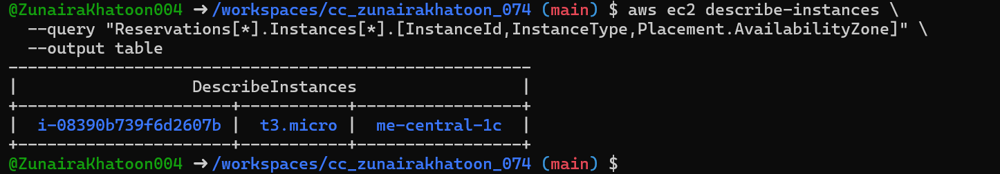 @ZunairaKhatoon004 ➜ /workspaces/cc_zunairakhatoon_074 (main) $ aws ec2 describe-instances \
  --query "Reservations[*].Instances[*].[InstanceId,InstanceType,Placement.AvailabilityZone]" \
  --output table
------------------------------------------------------
|                   DescribeInstances                 |
+----------------------+-----------+-----------------+
|  i-08390b739f6d2607b |  t3.micro |  me-central-1c  |
+----------------------+-----------+-----------------+
@ZunairaKhatoon004 ➜ /workspaces/cc_zunairakhatoon_074 (main) $